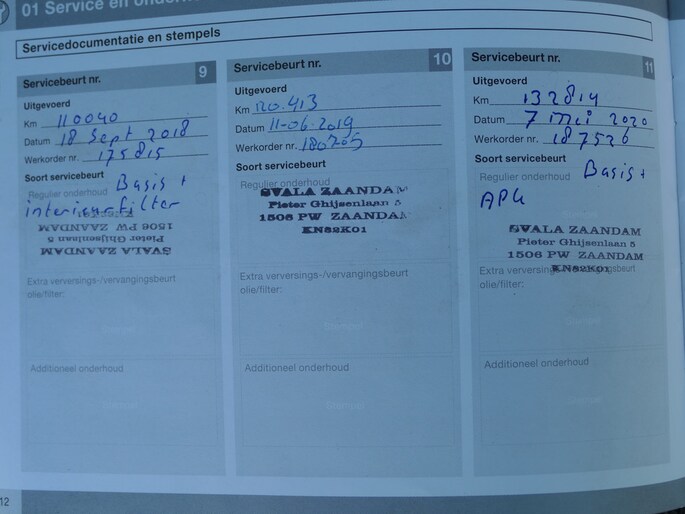 01 Service en onderh
Servicedocumentatie en stempels
Servicebeurt nr. 9
Uitgevoerd
Km 110040
Datum 18 Sept 2018
Werkorder nr. 175815
Soort servicebeurt
Regulier onderhoud Basis +
interieurfilter
SVALA ZAANDAM
Pieter Ghijsenlaan 5
1506 PW ZAANDAM
Extra verversings-/vervangingsbeurt
olie/filter:
Additioneel onderhoud
Servicebeurt nr. 10
Uitgevoerd
Km 120.413
Datum 11-06-2019
Werkorder nr. 180765
Soort servicebeurt
Regulier onderhoud
SVALA ZAANDAM
Pieter Ghijsenlaan 5
1506 PW ZAANDA
KN82K01
Extra verversings-/vervangingsbeurt
olie/filter:
Additioneel onderhoud
Servicebeurt nr. 11
Uitgevoerd
Km 132814
Datum 7 mei 2020
Werkorder nr. 187526
Soort servicebeurt
Regulier onderhoud Basis +
APK
SVALA ZAANDAM
Pieter Ghijsenlaan 5
1506 PW ZAANDAM
KN82K01
olie/filter:
Additioneel onderhoud
12